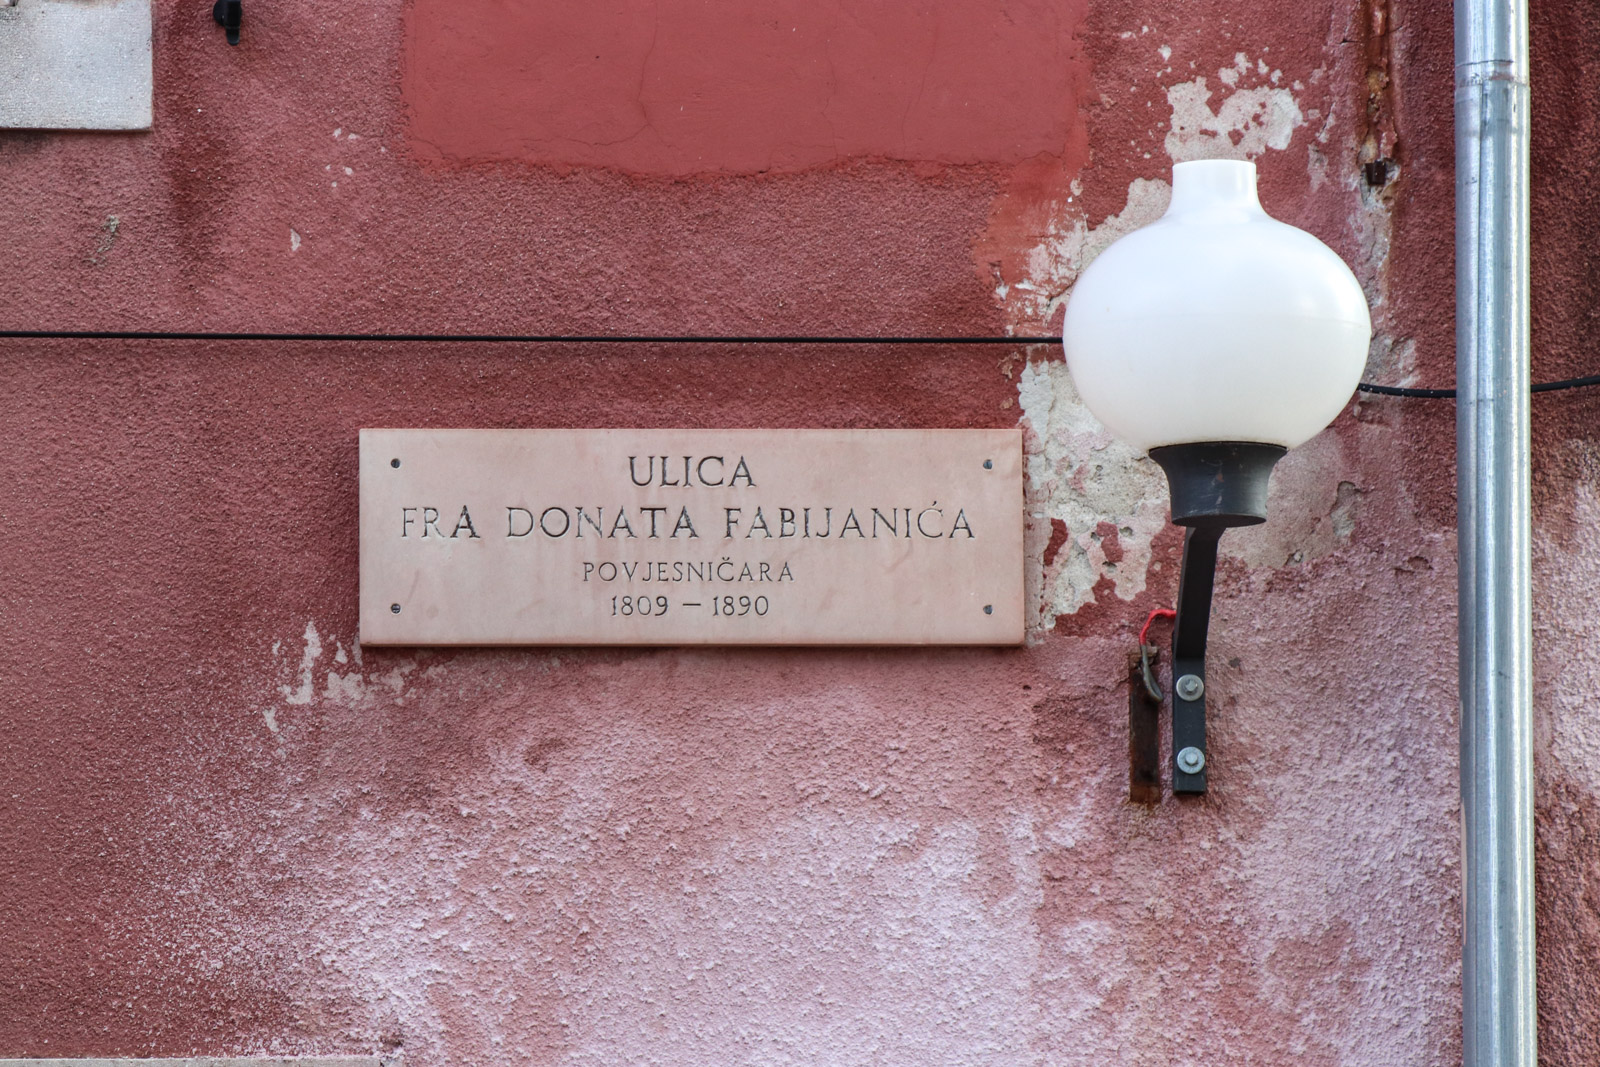 ULICA
FRA DONATA FABIJANIĆA
POVJESNIČARA
1809 – 1890